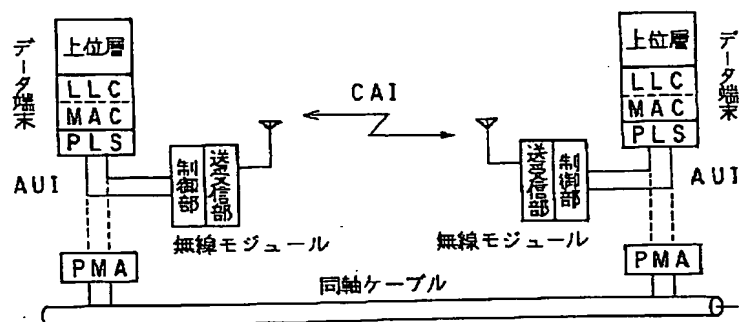 データ端末
上位層
LLC
MAC
PLS
AUI
制御部
送受信部
無線モジュール
PMA
CAI
上位層
LLC
MAC
PLS
データ端末
AUI
送受信部
制御部
無線モジュール
PMA
同軸ケーブル